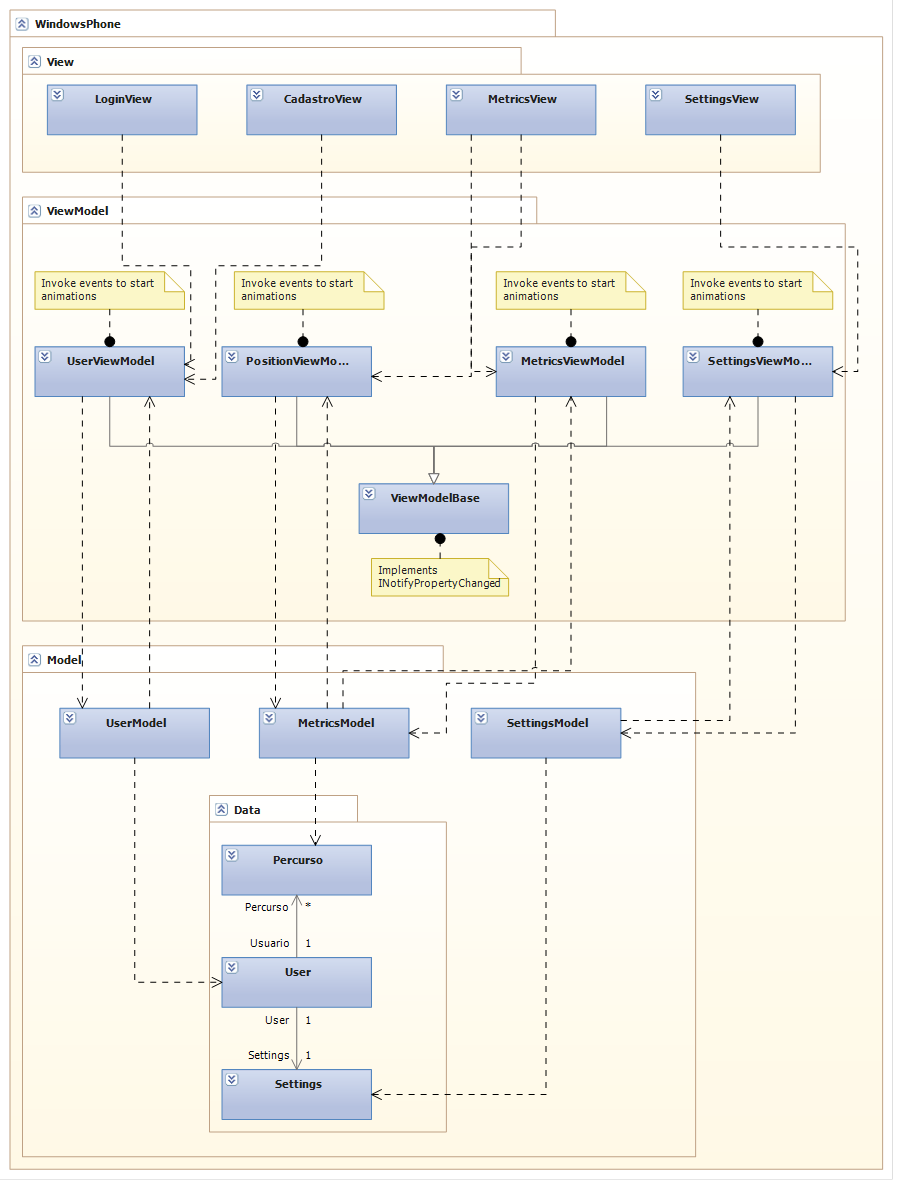 WindowsPhone
View
LoginView
CadastroView
MetricsView
SettingsView
ViewModel
Invoke events to start
animations
Invoke events to start
animations
Invoke events to start
animations
Invoke events to start
animations
UserViewModel
PositionViewMo...
MetricsViewModel
SettingsViewMo...
ViewModelBase
Implements
INotifyPropertyChanged
Model
UserModel
MetricsModel
SettingsModel
Data
Percurso
Percurso *
Usuario 1
User
User 1
Settings 1
Settings